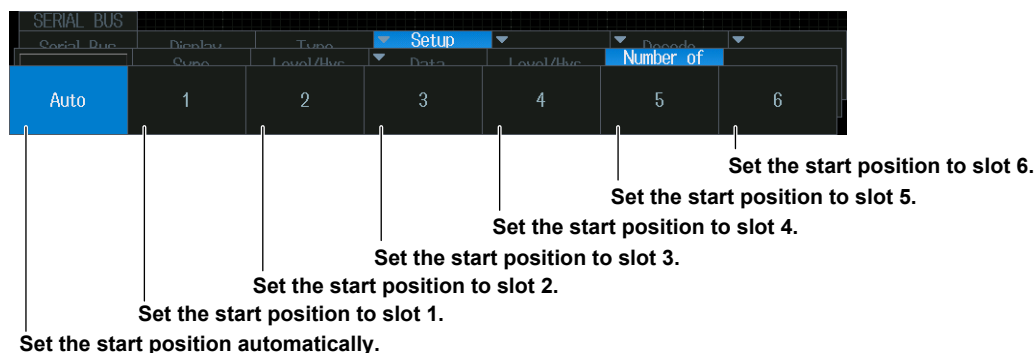 SERIAL BUS
Serial Bus Display Type Setup Decode
Sync Level/Hys Data Level/Hys Number of
Auto 1 2 3 4 5 6
Set the start position to slot 6.
Set the start position to slot 5.
Set the start position to slot 4.
Set the start position to slot 3.
Set the start position to slot 2.
Set the start position to slot 1.
Set the start position automatically.